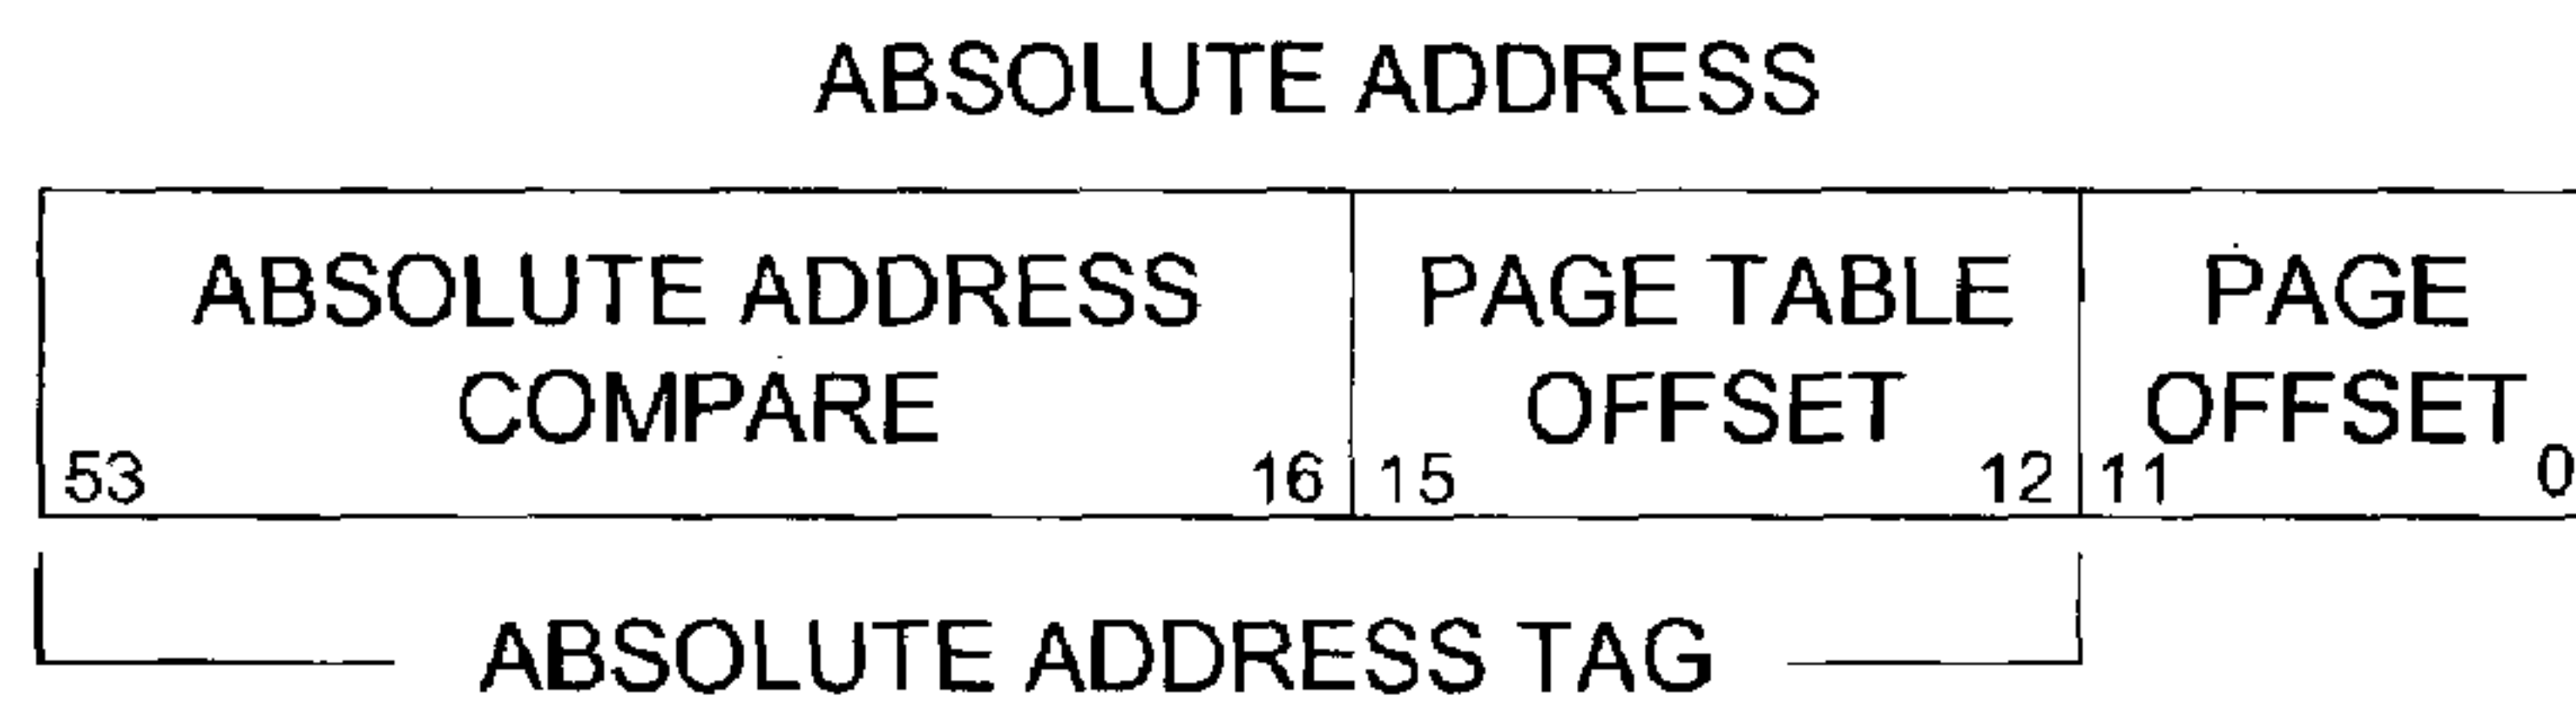 ABSOLUTE ADDRESS
ABSOLUTE ADDRESS PAGE TABLE PAGE
COMPARE OFFSET OFFSET
53 16 15 12 11 0
ABSOLUTE ADDRESS TAG